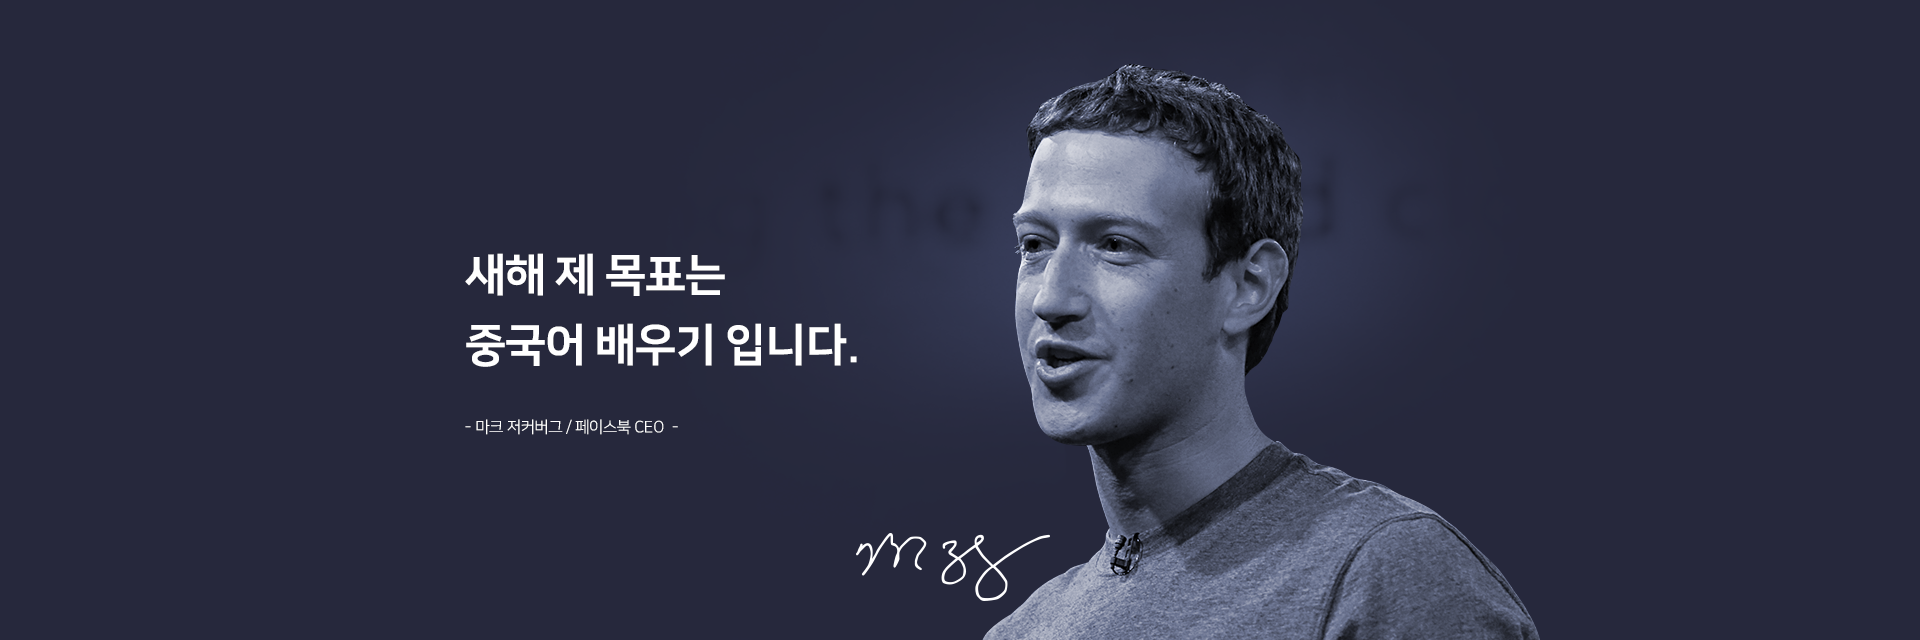 새해 제 목표는
중국어 배우기 입니다.
- 마크 저커버그 / 페이스북 CEO -
the